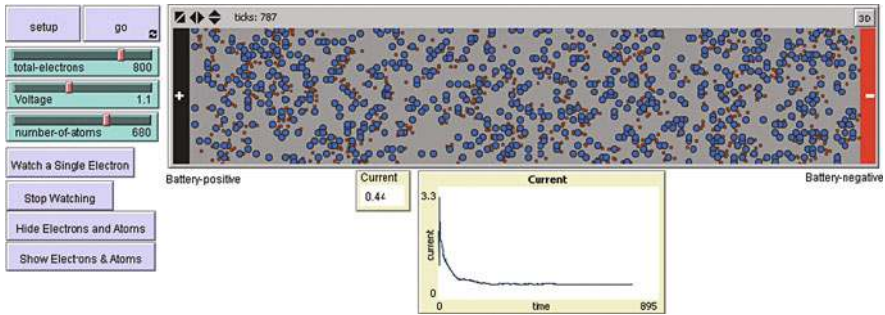 setup
go
ticks: 787
3D
total-electrons 800
Voltage 1.1
number-of-atoms 680
+
-
Watch a Single Electron
Stop Watching
Hide Electrons and Atoms
Show Electrons & Atoms
Battery-positive
Battery-negative
Current
0.44
Current
3.3
current
0
0
time
895